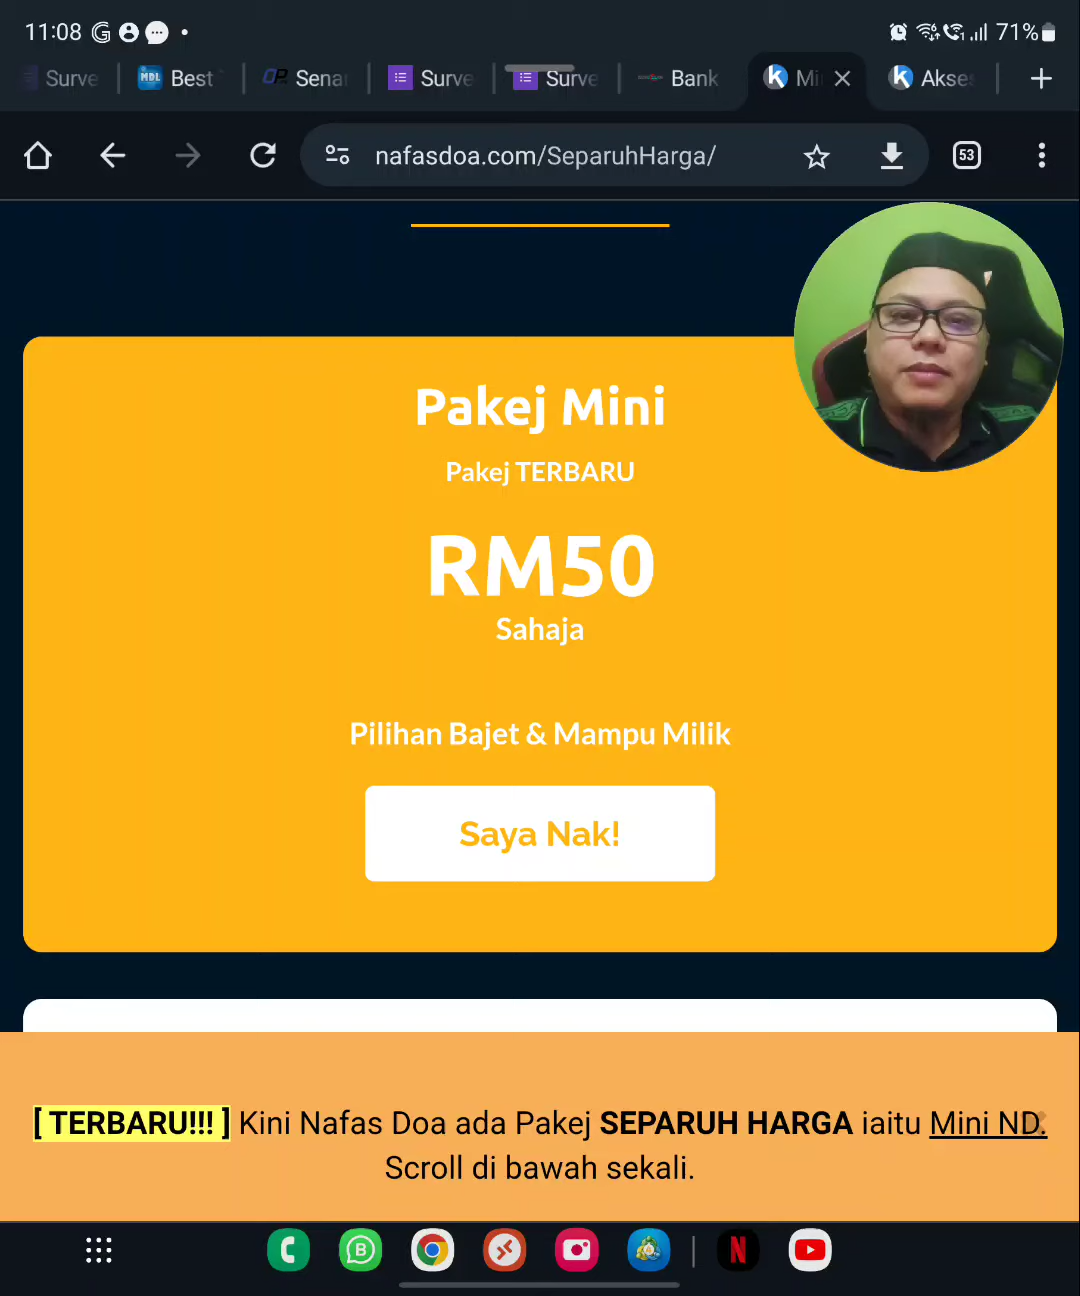 11:08
71%
Surve
Best
Sena
Surve
Surve
Bank
Mi
Akse
nafasdoa.com/SeparuhHarga/
53
Pakej Mini
Pakej TERBARU
RM50
Sahaja
Pilihan Bajet & Mampu Milik
Saya Nak!
[ TERBARU!!! ] Kini Nafas Doa ada Pakej SEPARUH HARGA iaitu Mini ND.
Scroll di bawah sekali.